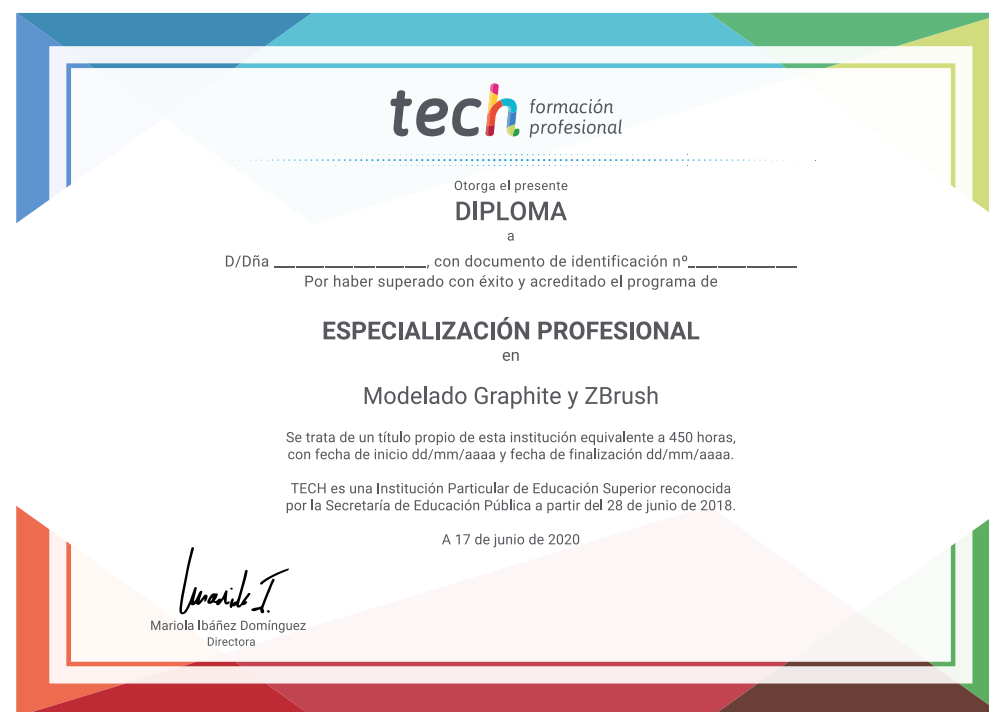 tech formación
profesional
Otorga el presente
DIPLOMA
a
D/Dña ______________, con documento de identificación nº__________
Por haber superado con éxito y acreditado el programa de
ESPECIALIZACIÓN PROFESIONAL
en
Modelado Graphite y ZBrush
Se trata de un título propio de esta institución equivalente a 450 horas,
con fecha de inicio dd/mm/aaaa y fecha de finalización dd/mm/aaaa.
TECH es una Institución Particular de Educación Superior reconocida
por la Secretaría de Educación Pública a partir del 28 de junio de 2018.
A 17 de junio de 2020
Mariola Ibáñez Domínguez
Directora